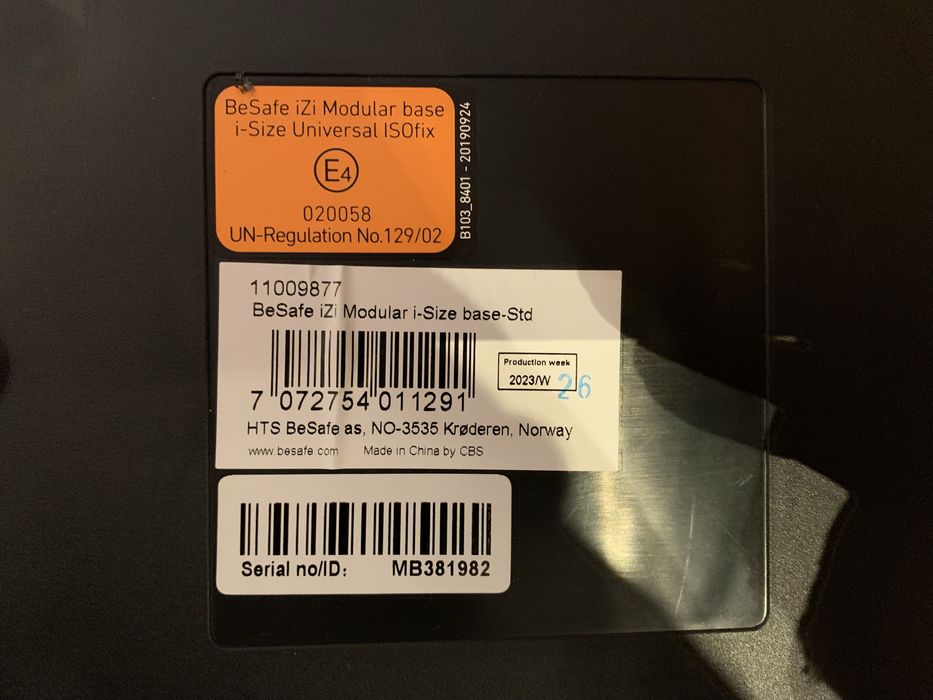 BeSafe iZi Modular base
i-Size Universal ISOfix
E4
020058
UN-Regulation No.129/02
B103_8401 - 20190924
11009877
BeSafe iZi Modular i-Size base-Std
Production week
2023/W 26
7 072754 011291
HTS BeSafe as, NO-3535 Krøderen, Norway
www.besafe.com Made in China by CBS
Serial no/ID: MB381982